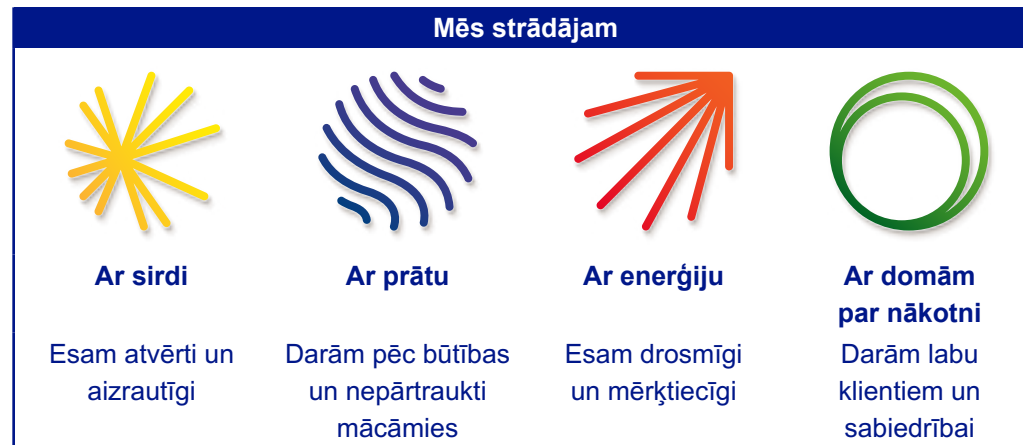 Mēs strādājam
Ar sirdi
Esam atvērti un
aizrautīgi
Ar prātu
Darām pēc būtības
un nepārtraukti
mācāmies
Ar enerģiju
Esam drosmīgi
un mērķtiecīgi
Ar domām
par nākotni
Darām labu
klientiem un
sabiedrībai